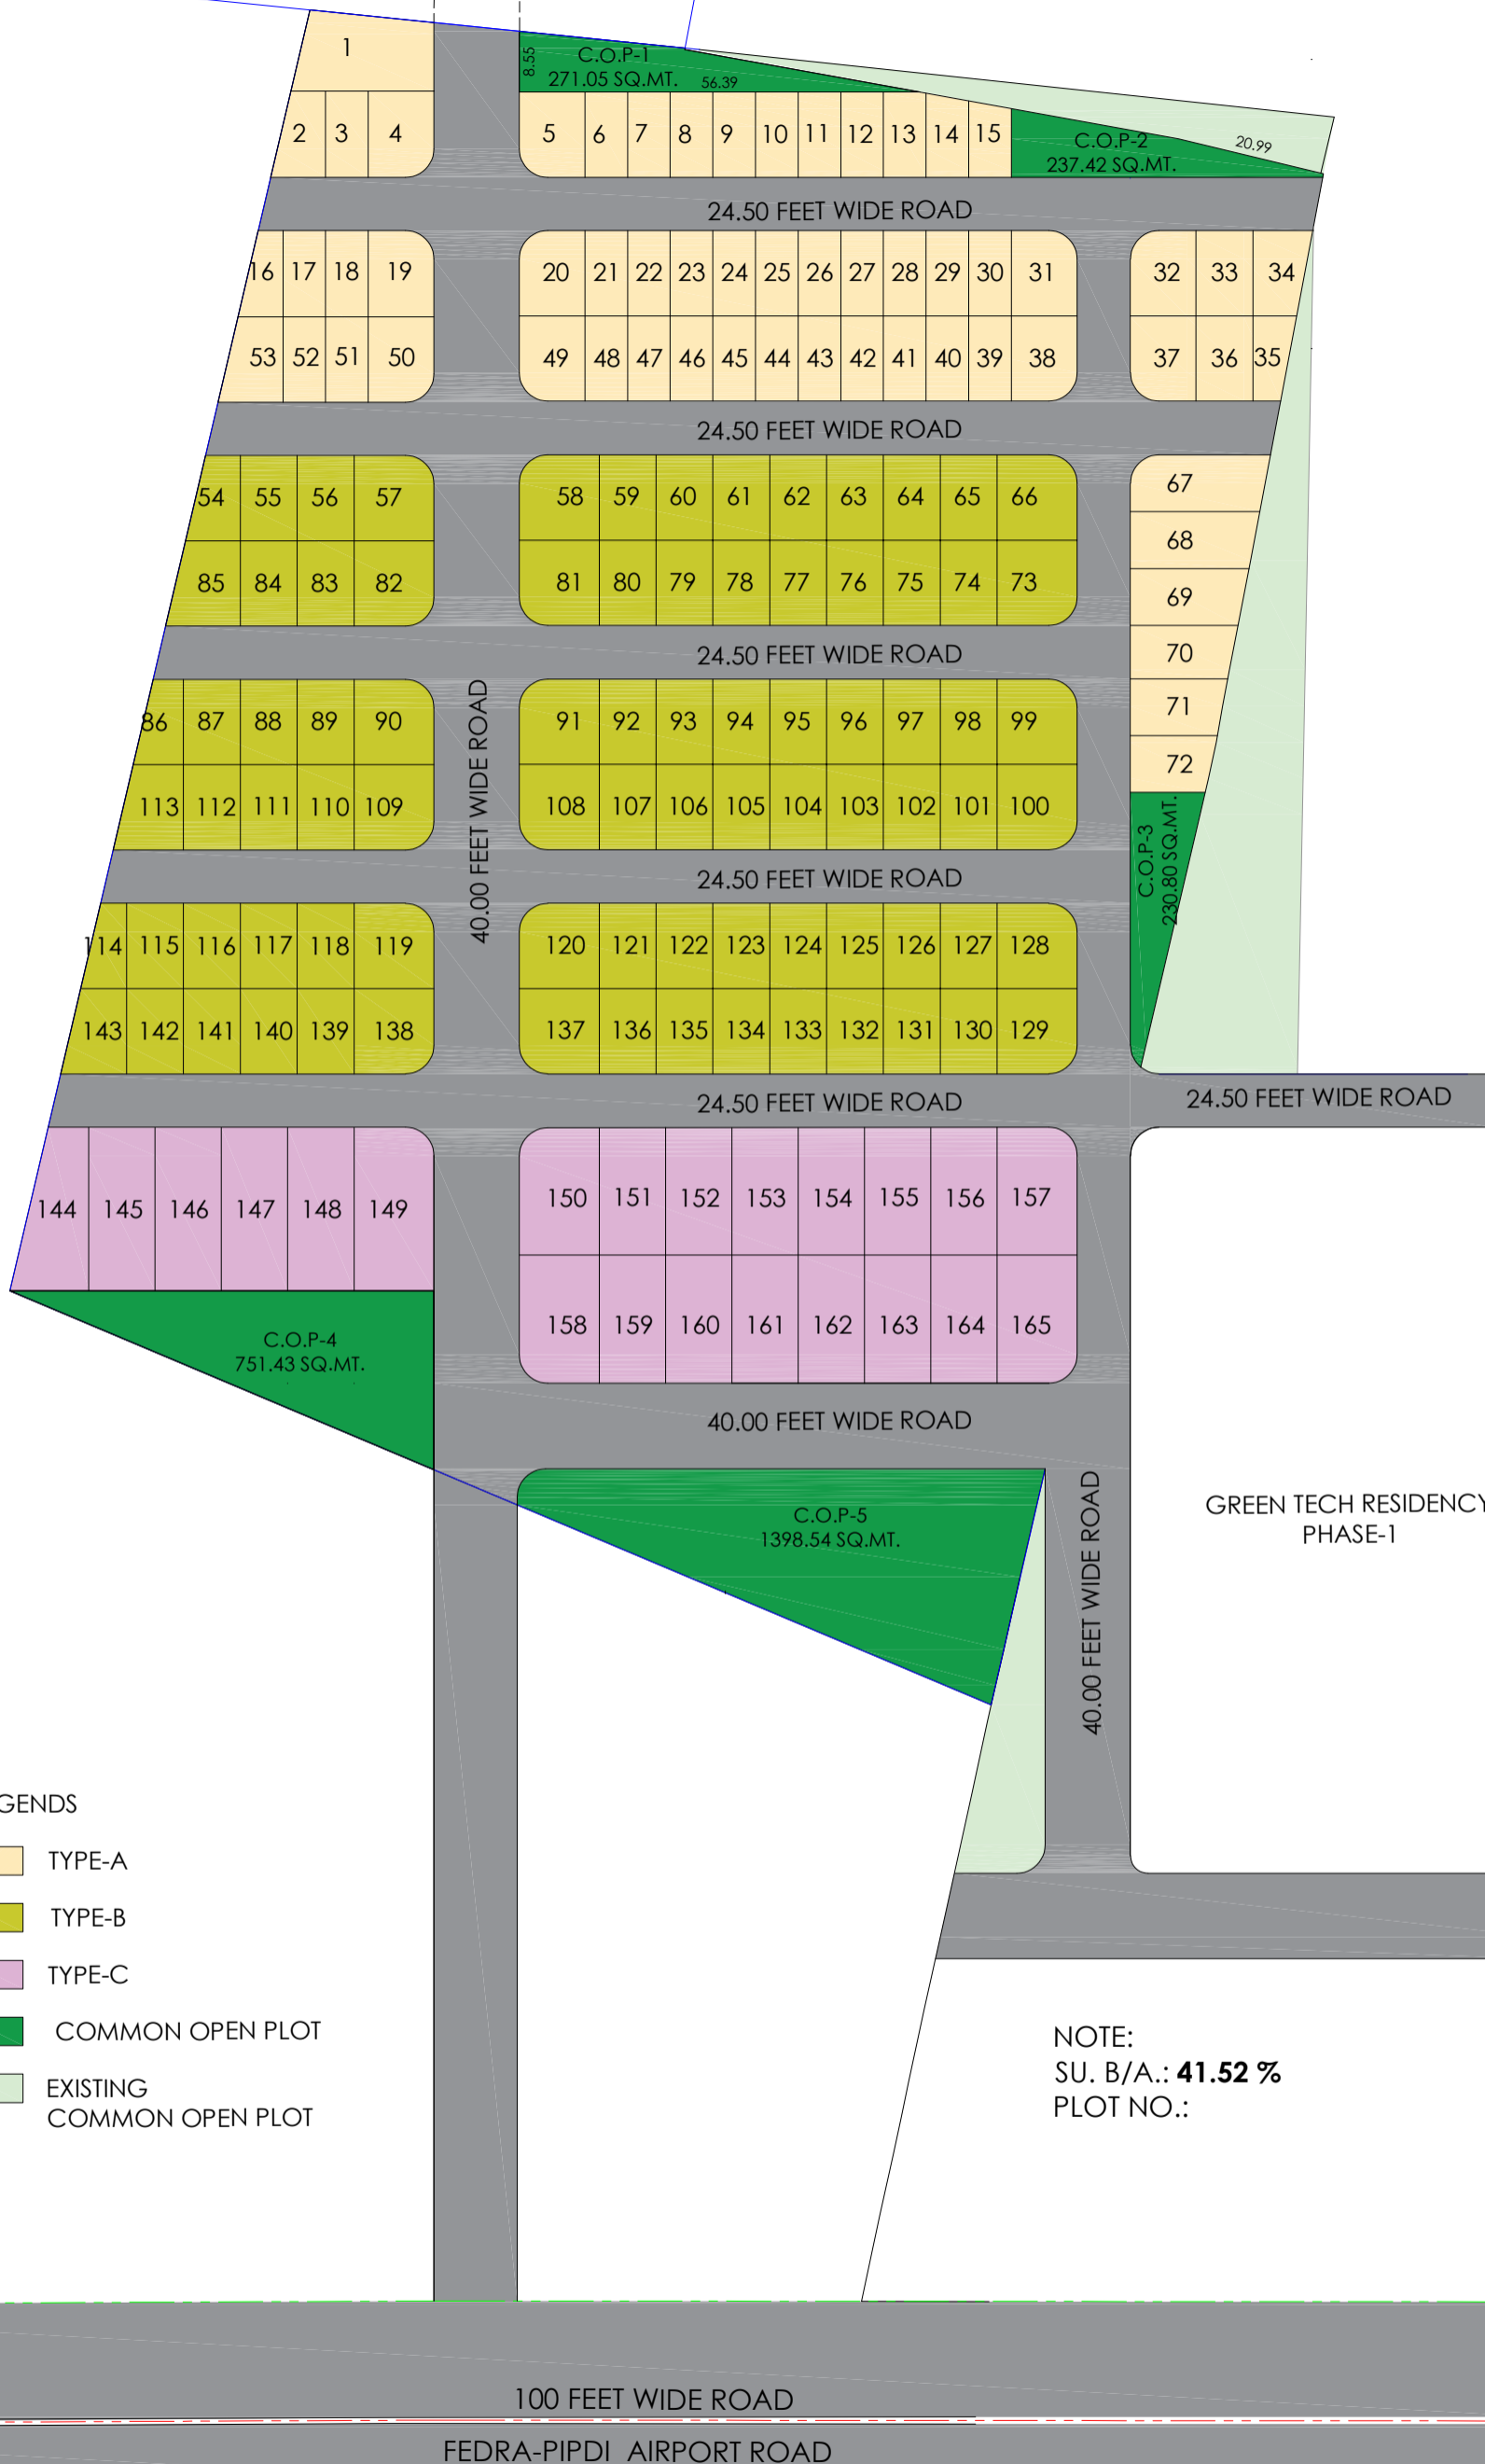 1
C.O.P-1
271.05 SQ.MT.
8.55
56.39
2 3 4
5 6 7 8 9 10 11 12 13 14 15
C.O.P-2
237.42 SQ.MT.
20.99
24.50 FEET WIDE ROAD
16 17 18 19
20 21 22 23 24 25 26 27 28 29 30 31
32 33 34
53 52 51 50
49 48 47 46 45 44 43 42 41 40 39 38
37 36 35
24.50 FEET WIDE ROAD
54 55 56 57
58 59 60 61 62 63 64 65 66
67
68
85 84 83 82
81 80 79 78 77 76 75 74 73
69
70
24.50 FEET WIDE ROAD
71
72
86 87 88 89 90
91 92 93 94 95 96 97 98 99
113 112 111 110 109
108 107 106 105 104 103 102 101 100
40.00 FEET WIDE ROAD
C.O.P-3
230.80 SQ.MT.
24.50 FEET WIDE ROAD
114 115 116 117 118 119
120 121 122 123 124 125 126 127 128
143 142 141 140 139 138
137 136 135 134 133 132 131 130 129
24.50 FEET WIDE ROAD
24.50 FEET WIDE ROAD
144 145 146 147 148 149
150 151 152 153 154 155 156 157
158 159 160 161 162 163 164 165
C.O.P-4
751.43 SQ.MT.
40.00 FEET WIDE ROAD
C.O.P-5
1398.54 SQ.MT.
40.00 FEET WIDE ROAD
GREEN TECH RESIDENCY
PHASE-1
GENDS
TYPE-A
TYPE-B
TYPE-C
COMMON OPEN PLOT
EXISTING
COMMON OPEN PLOT
NOTE:
SU. B/A.: 41.52 %
PLOT NO.:
100 FEET WIDE ROAD
FEDRA-PIPDI AIRPORT ROAD